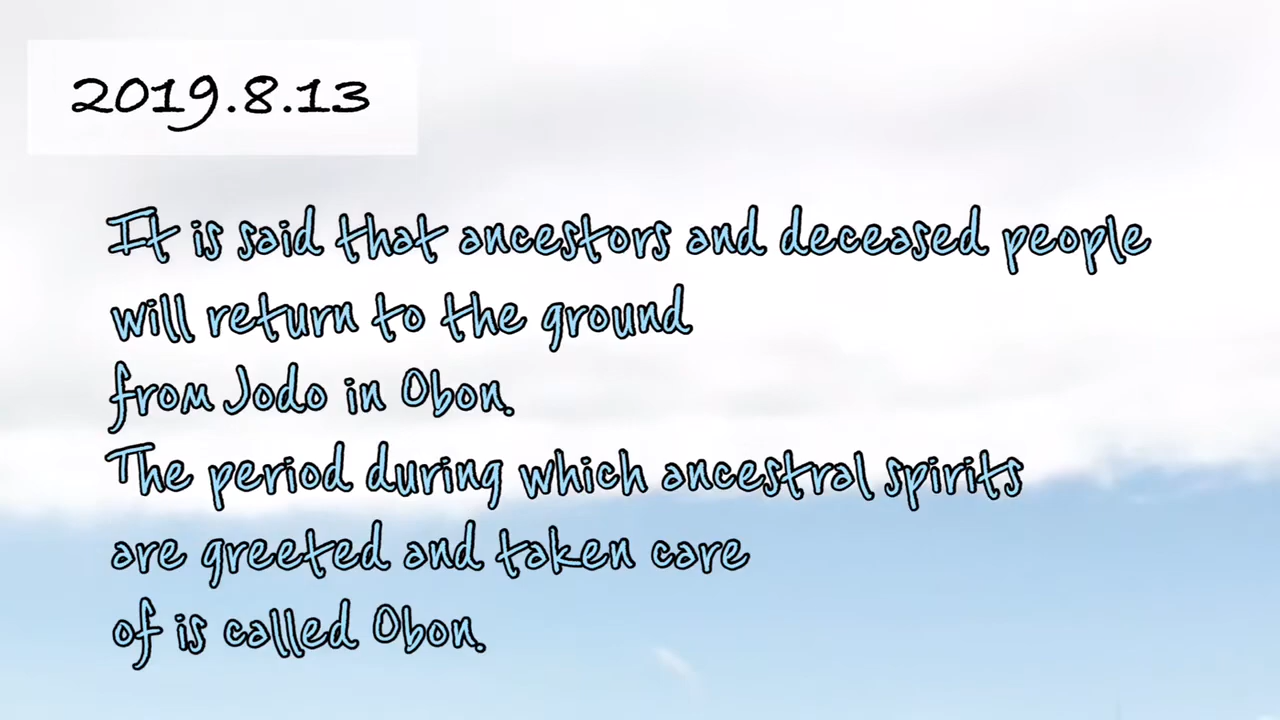 2019.8.13
It is said that ancestors and deceased people
will return to the ground
from Jodo in Obon.
The period during which ancestral spirits
are greeted and taken care
of is called Obon.